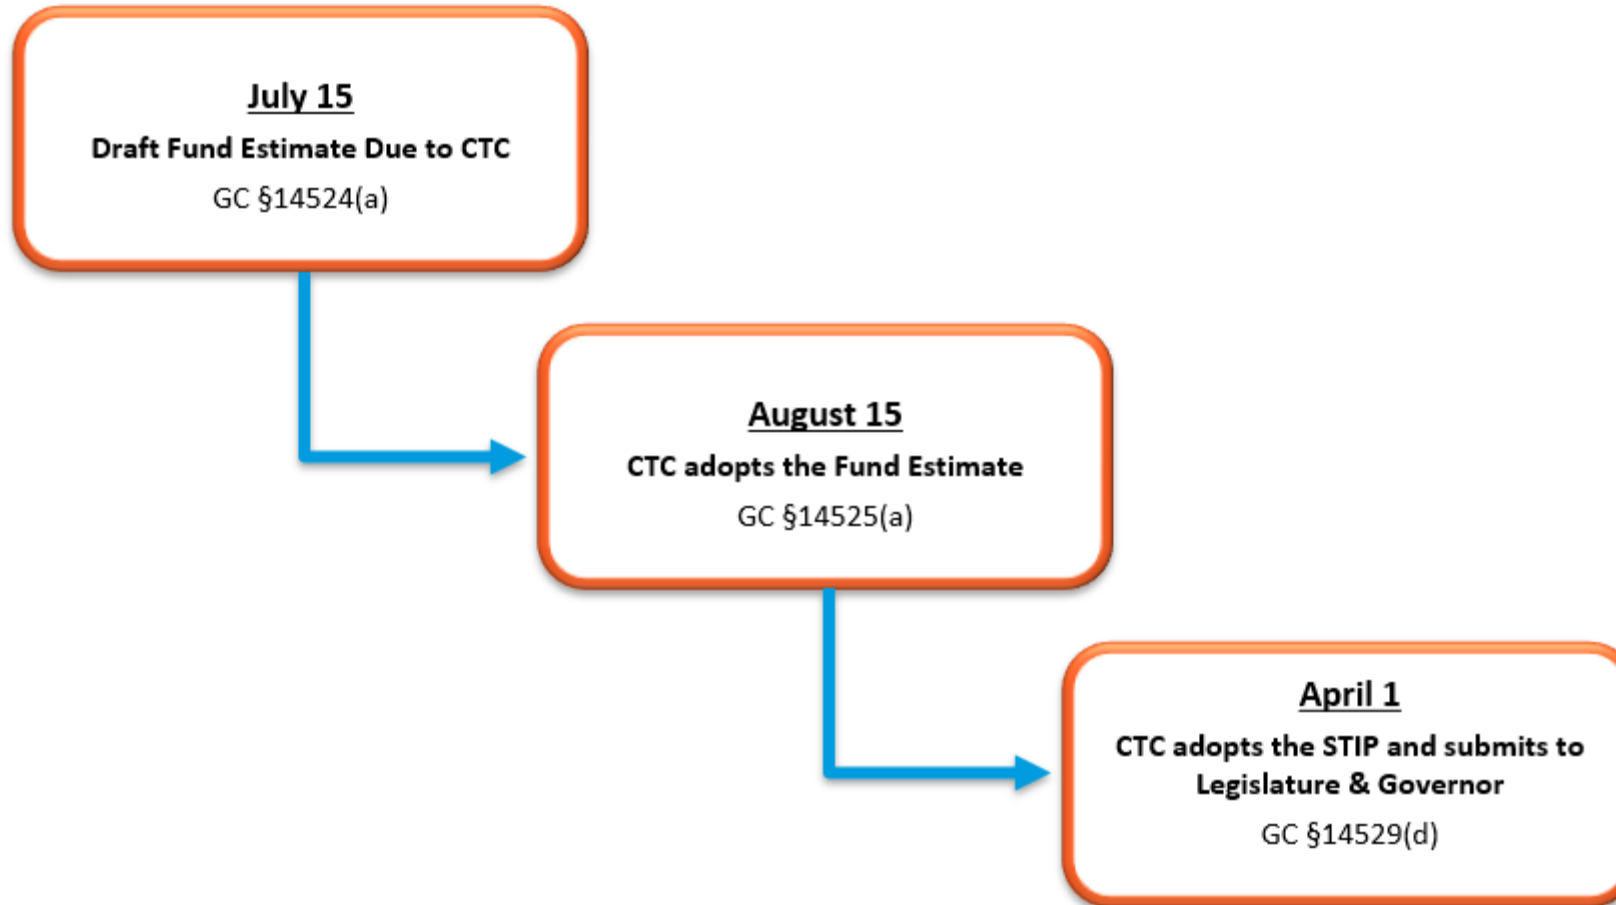 July 15
Draft Fund Estimate Due to CTC
GC §14524(a)
August 15
CTC adopts the Fund Estimate
GC §14525(a)
April 1
CTC adopts the STIP and submits to
Legislature & Governor
GC §14529(d)